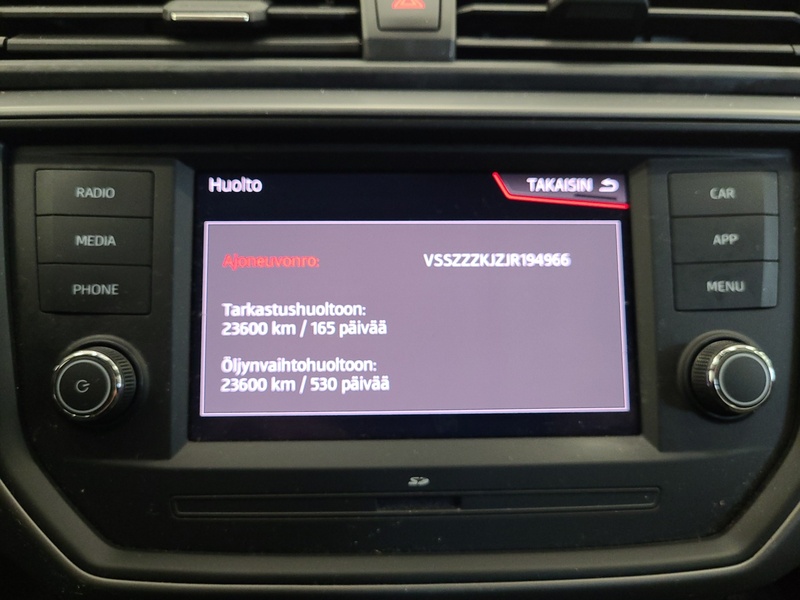 Huolto
TAKAISIN
RADIO
MEDIA
PHONE
CAR
APP
MENU
Ajoneuvonro: VSSZZZKJZJR194966
Tarkastushuoltoon:
23600 km / 165 päivää
Öljynvaihtohuoltoon:
23600 km / 530 päivää
SD